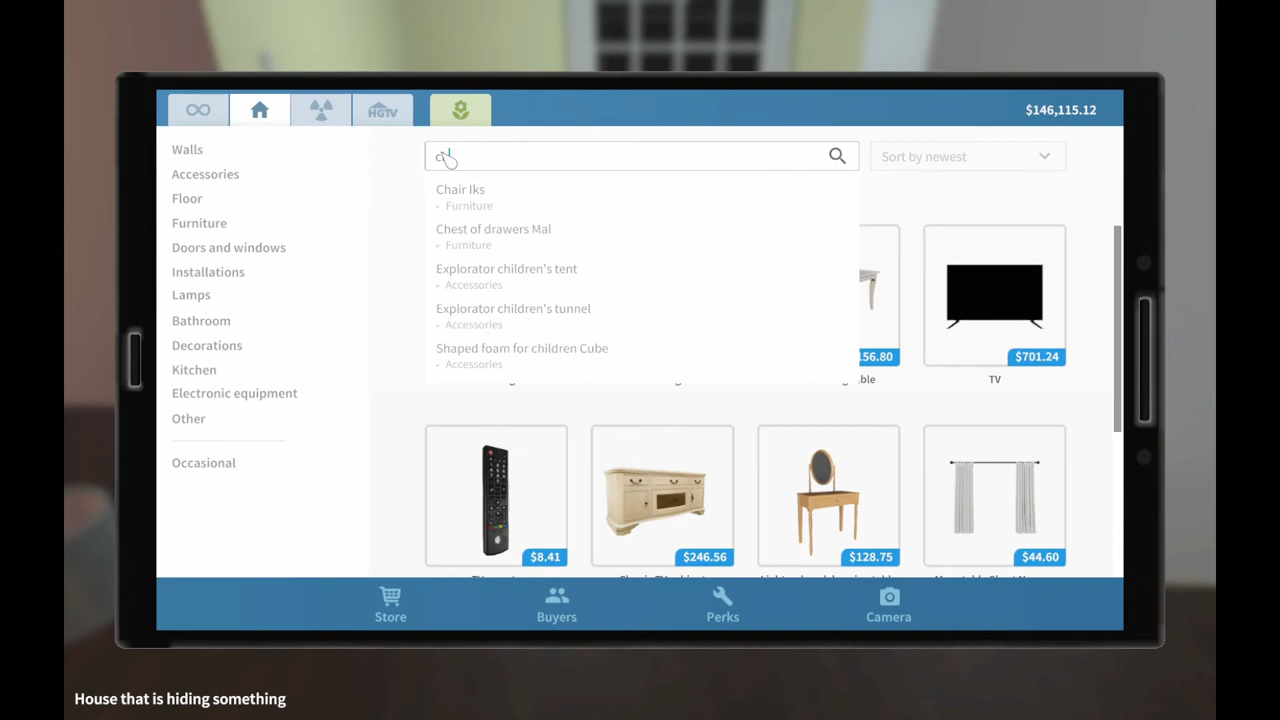 HGTV
$146,115.12
Walls
Accessories
Floor
Furniture
Doors and windows
Installations
Lamps
Bathroom
Decorations
Kitchen
Electronic equipment
Other
Occasional
Sort by newest
Chair Iks
• Furniture
Chest of drawers Mal
• Furniture
Explorator children's tent
• Accessories
Explorator children's tunnel
• Accessories
Shaped foam for children Cube
• Accessories
$701.24
TV
$8.41
$246.56
$128.75
$44.60
Store
Buyers
Perks
Camera
House that is hiding something